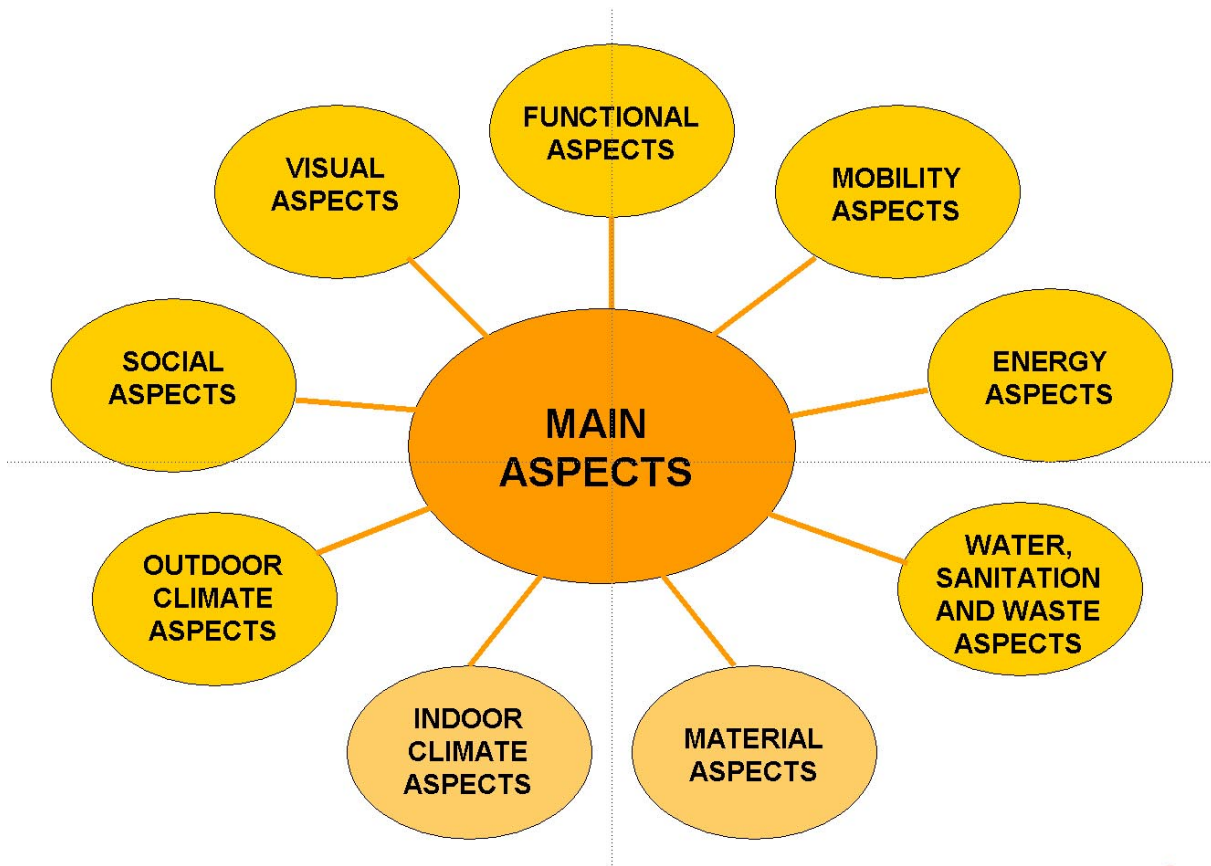 FUNCTIONAL
ASPECTS
VISUAL
ASPECTS
MOBILITY
ASPECTS
SOCIAL
ASPECTS
ENERGY
ASPECTS
MAIN
ASPECTS
OUTDOOR
CLIMATE
ASPECTS
WATER,
SANITATION
AND WASTE
ASPECTS
INDOOR
CLIMATE
ASPECTS
MATERIAL
ASPECTS